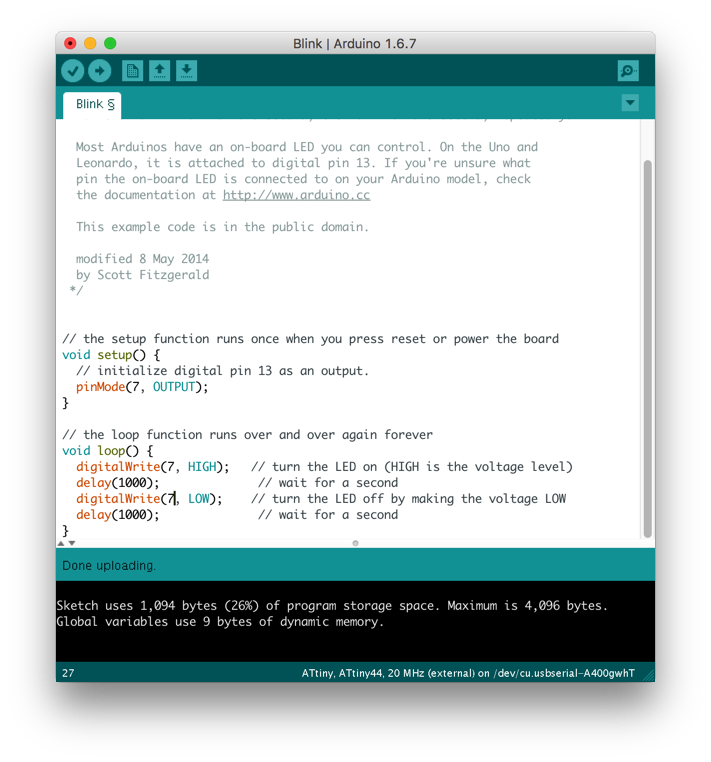 Blink | Arduino 1.6.7
Blink §
Most Arduinos have an on-board LED you can control. On the Uno and
Leonardo, it is attached to digital pin 13. If you're unsure what
pin the on-board LED is connected to on your Arduino model, check
the documentation at http://www.arduino.cc
This example code is in the public domain.
modified 8 May 2014
by Scott Fitzgerald
*/
// the setup function runs once when you press reset or power the board
void setup() {
// initialize digital pin 13 as an output.
pinMode(7, OUTPUT);
}
// the loop function runs over and over again forever
void loop() {
digitalWrite(7, HIGH);   // turn the LED on (HIGH is the voltage level)
delay(1000);              // wait for a second
digitalWrite(7, LOW);    // turn the LED off by making the voltage LOW
delay(1000);              // wait for a second
}
Done uploading.
Sketch uses 1,094 bytes (26%) of program storage space. Maximum is 4,096 bytes.
Global variables use 9 bytes of dynamic memory.
27 ATtiny, ATtiny44, 20 MHz (external) on /dev/cu.usbserial-A400gwhT